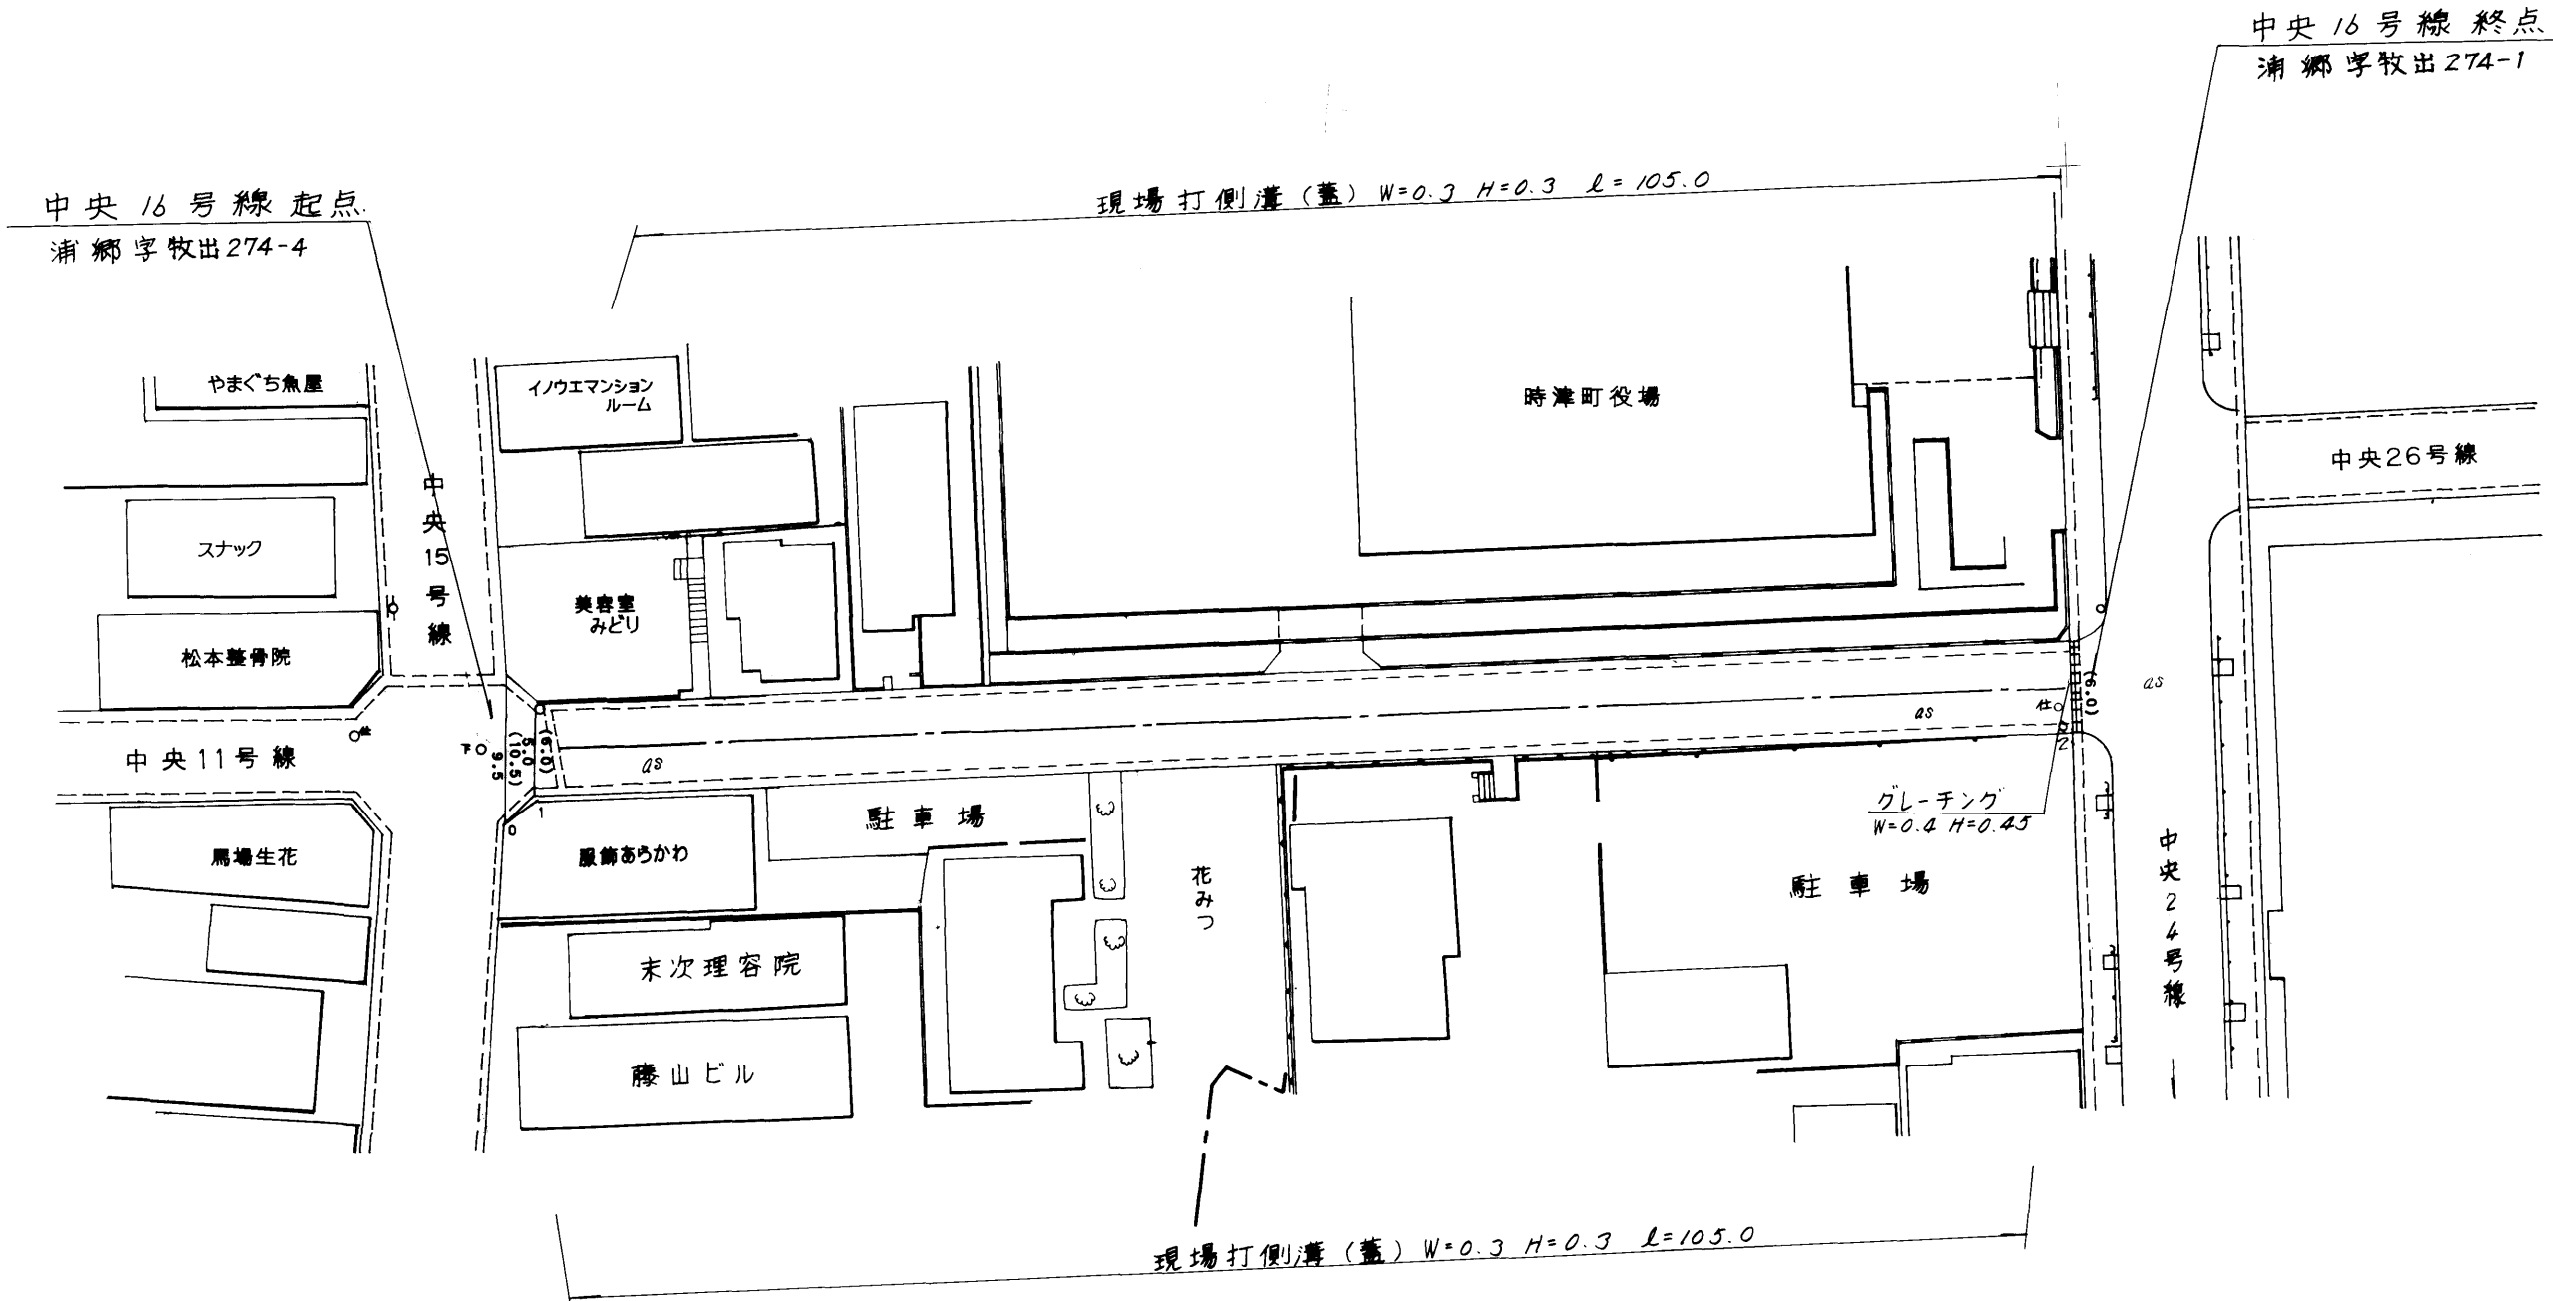 中央16号線終点
浦郷字牧出274-1
現場打側溝(蓋) W=0.3 H=0.3 l=105.0
中央16号線起点
浦郷字牧出274-4
やまぐち魚屋
イノウエマンション
ルーム
時津町役場
中央26号線
中央15号線
スナック
美容室
みどり
松本整骨院
中央11号線
下
(6.0)
5.0
(10.5)
9.5
0
1
as
as
仕
(6.0)
2
as
グレーチング
W=0.4 H=0.45
駐車場
馬場生花
服飾あらかわ
花みつ
駐車場
中央24号線
末次理容院
藤山ビル
現場打側溝(蓋) W=0.3 H=0.3 l=105.0